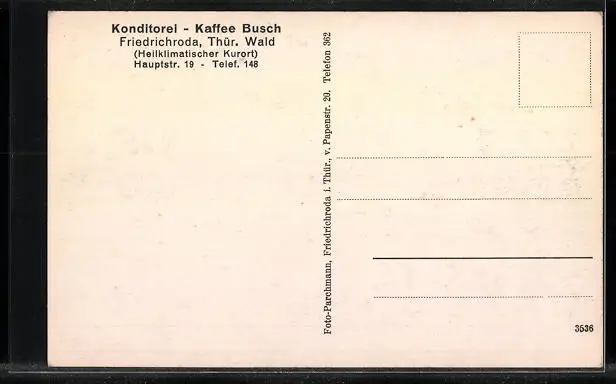 Konditorei - Kaffee Busch
Friedrichroda, Thür. Wald
(Heilklimatischer Kurort)
Hauptstr. 19 - Telef. 148
Foto-Parchmann, Friedrichroda i. Thür., v. Papenstr. 20. Telefon 362
3536